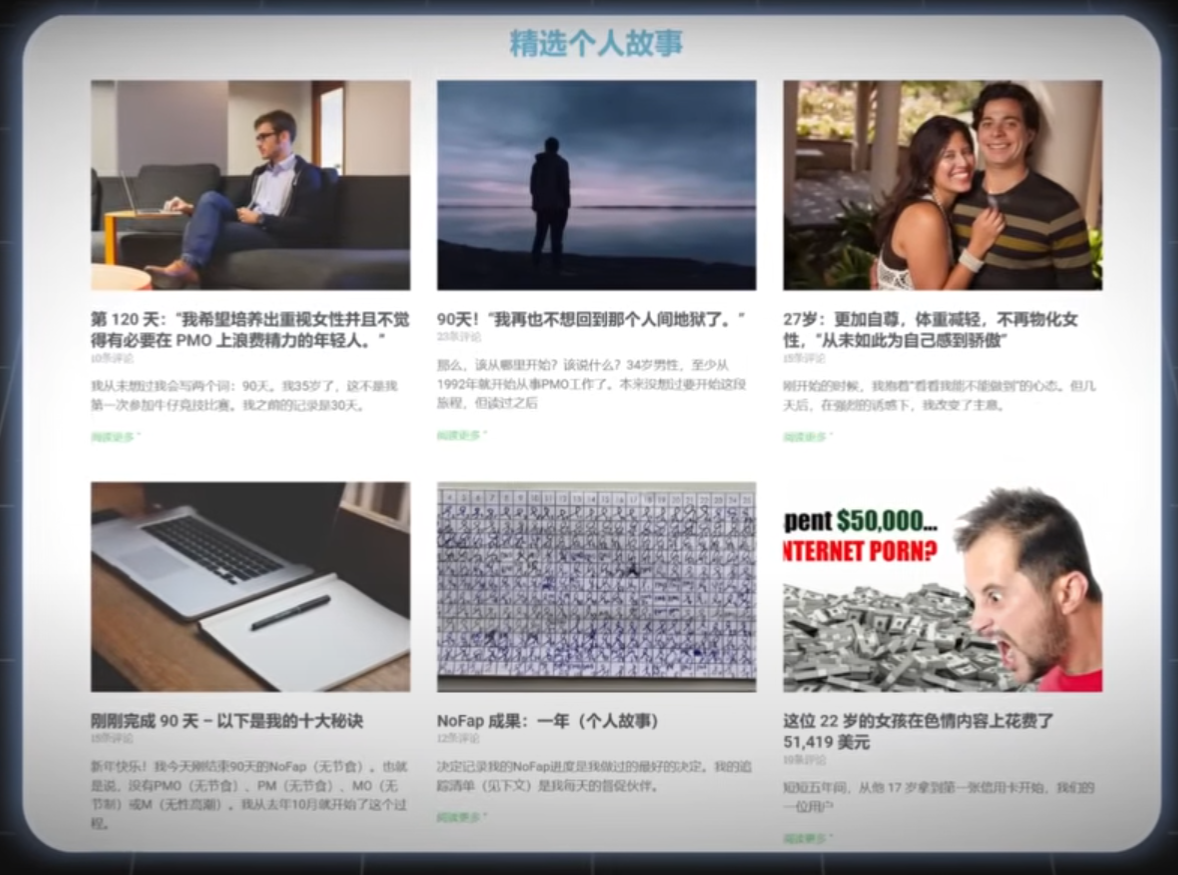 精选个人故事
第 120 天：“我希望培养出重视女性并且不觉
得有必要在 PMO 上浪费精力的年轻人。”
10条评论
我从未想过我会写两个词：90天。我35岁了，这不是我
第一次参加牛仔竞技比赛。我之前的记录是30天。
阅读更多 "
90天！“我再也不想回到那个人间地狱了。”
23条评论
那么，该从哪里开始？该说什么？34岁男性，至少从
1992年就开始从事PMO工作了。本来没想过要开始这段
旅程，但读过之后
阅读更多 "
27岁：更加自尊，体重减轻，不再物化女
性，“从未如此为自己感到骄傲”
15条评论
刚开始的时候，我抱着“看看我能不能做到”的心态。但几
天后，在强烈的诱惑下，我改变了主意。
阅读更多 "
刚刚完成 90 天 – 以下是我的十大秘诀
15条评论
新年快乐！我今天刚结束90天的NoFap（无节食）。也就
是说，没有PMO（无节食）、PM（无节食）、MO（无
节制）或M（无性高潮）。我从去年10月就开始了这个过
程。
NoFap 成果：一年（个人故事）
12条评论
决定记录我的NoFap进度是我做过的最好的决定。我的追
踪清单（见下文）是我每天的督促伙伴。
阅读更多 "
pent $50,000...
NTERNET PORN?
这位 22 岁的女孩在色情内容上花费了
51,419 美元
19条评论
短短五年间，从他 17 岁拿到第一张信用卡开始，我们的
一位用户
阅读更多 "